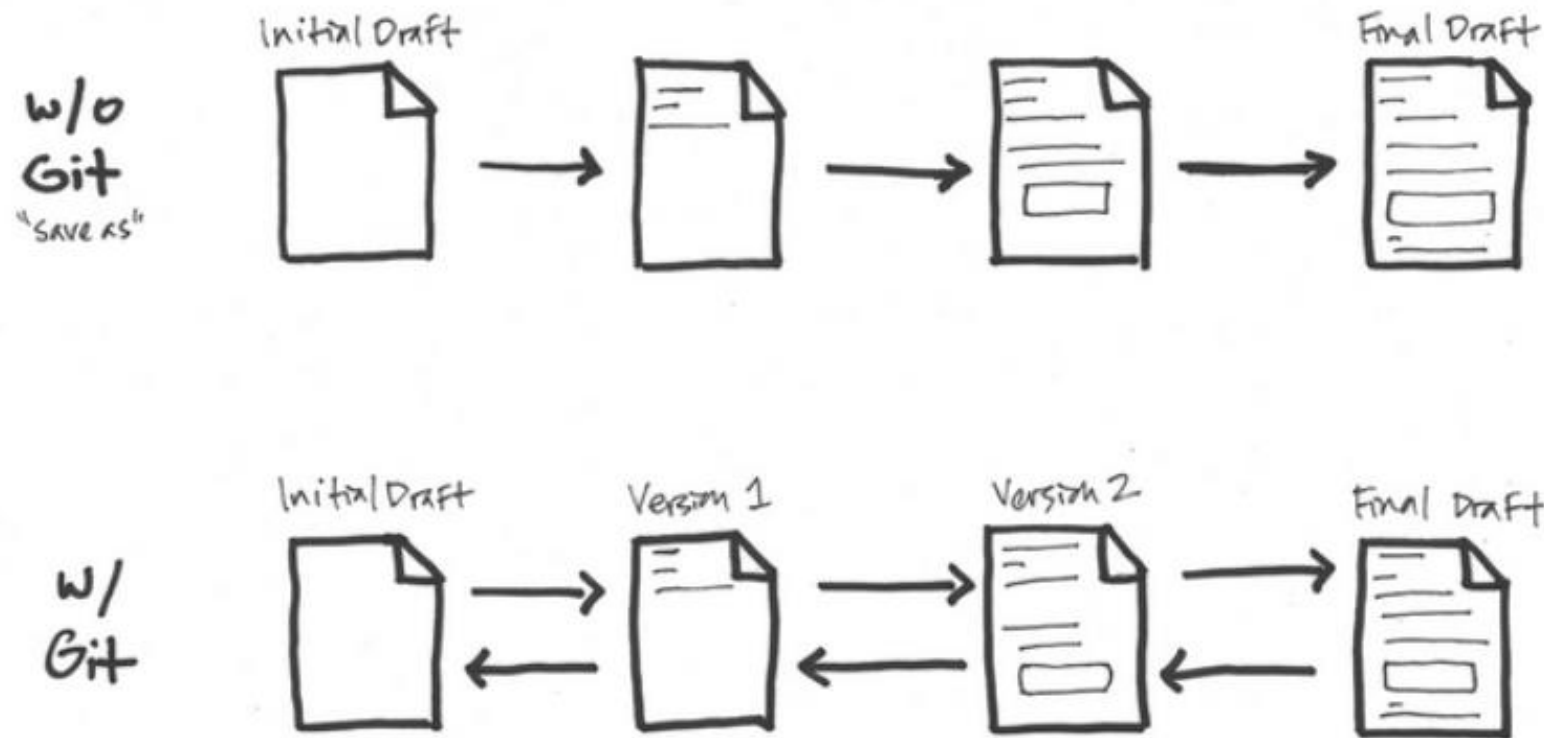 Initial Draft
Final Draft
w/o
Git
"save as"
Initial Draft
Version 1
Version 2
Final Draft
w/
Git